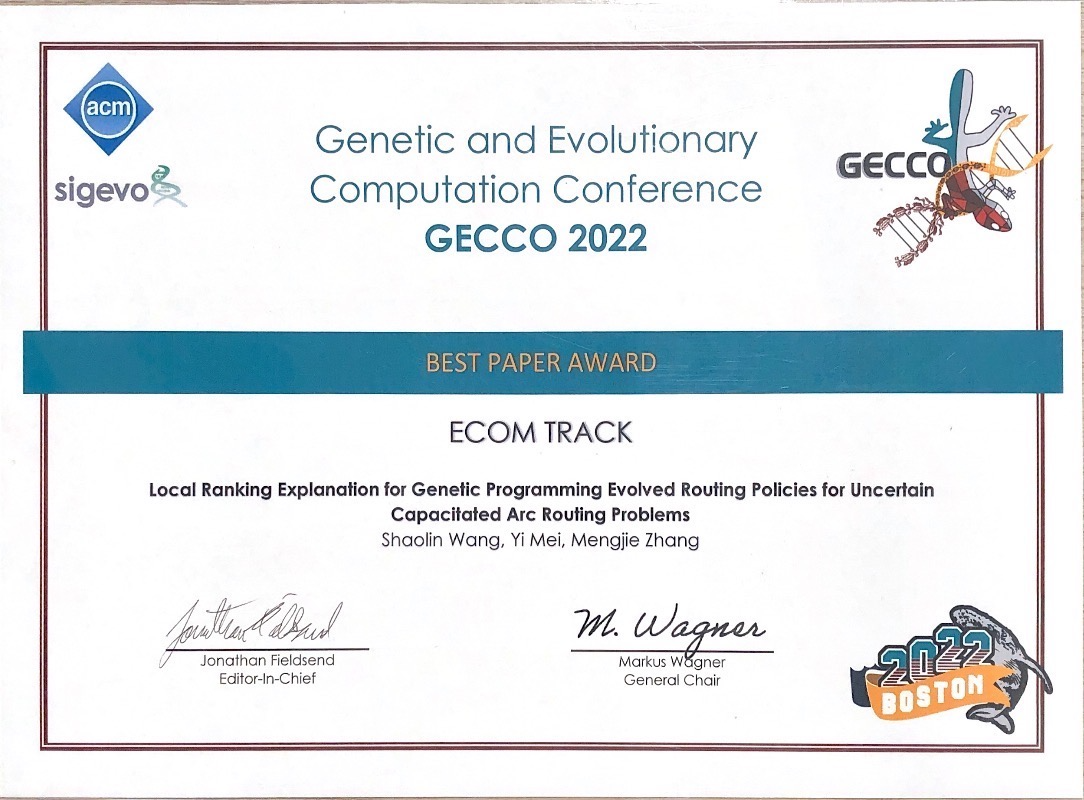 acm
sigevo
Genetic and Evolutionary
Computation Conference
GECCO 2022
GECCO
BEST PAPER AWARD
ECOM TRACK
Local Ranking Explanation for Genetic Programming Evolved Routing Policies for Uncertain
Capacitated Arc Routing Problems
Shaolin Wang, Yi Mei, Mengjie Zhang
M. Wagner
Jonathan Fieldsend
Editor-In-Chief
Markus Wagner
General Chair
2022
BOSTON